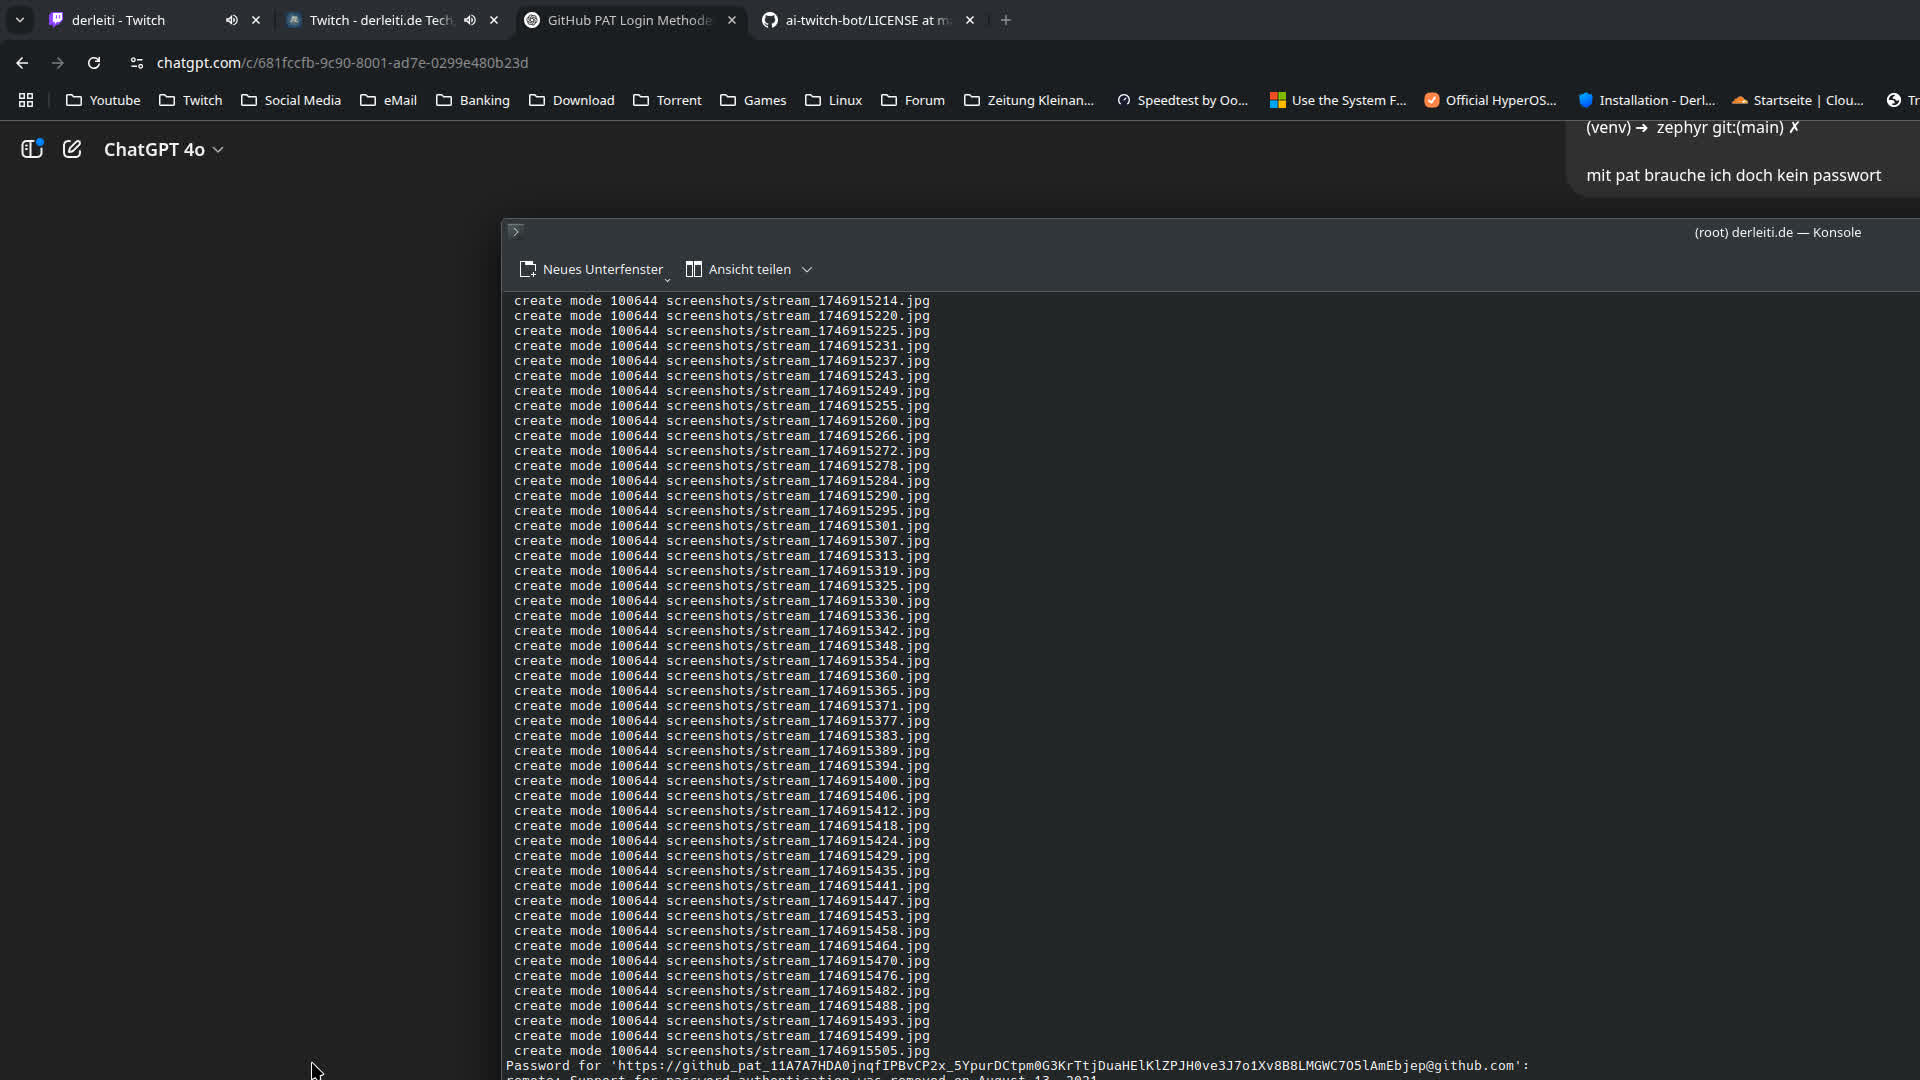 derleiti - Twitch
Twitch - derleiti.de Tech
GitHub PAT Login Methode
ai-twitch-bot/LICENSE at m
chatgpt.com/c/681fccfb-9c90-8001-ad7e-0299e480b23d
Youtube Twitch Social Media eMail Banking Download Torrent Games Linux Forum Zeitung Kleinan... Speedtest by Oo... Use the System F... Official HyperOS... Installation - Derl... Startseite | Clou... Tr
(venv) ➜ zephyr git:(main) ✗
ChatGPT 4o
mit pat brauche ich doch kein passwort
(root) derleiti.de — Konsole
Neues Unterfenster Ansicht teilen
create mode 100644 screenshots/stream_1746915214.jpg
create mode 100644 screenshots/stream_1746915220.jpg
create mode 100644 screenshots/stream_1746915225.jpg
create mode 100644 screenshots/stream_1746915231.jpg
create mode 100644 screenshots/stream_1746915237.jpg
create mode 100644 screenshots/stream_1746915243.jpg
create mode 100644 screenshots/stream_1746915249.jpg
create mode 100644 screenshots/stream_1746915255.jpg
create mode 100644 screenshots/stream_1746915260.jpg
create mode 100644 screenshots/stream_1746915266.jpg
create mode 100644 screenshots/stream_1746915272.jpg
create mode 100644 screenshots/stream_1746915278.jpg
create mode 100644 screenshots/stream_1746915284.jpg
create mode 100644 screenshots/stream_1746915290.jpg
create mode 100644 screenshots/stream_1746915295.jpg
create mode 100644 screenshots/stream_1746915301.jpg
create mode 100644 screenshots/stream_1746915307.jpg
create mode 100644 screenshots/stream_1746915313.jpg
create mode 100644 screenshots/stream_1746915319.jpg
create mode 100644 screenshots/stream_1746915325.jpg
create mode 100644 screenshots/stream_1746915330.jpg
create mode 100644 screenshots/stream_1746915336.jpg
create mode 100644 screenshots/stream_1746915342.jpg
create mode 100644 screenshots/stream_1746915348.jpg
create mode 100644 screenshots/stream_1746915354.jpg
create mode 100644 screenshots/stream_1746915360.jpg
create mode 100644 screenshots/stream_1746915365.jpg
create mode 100644 screenshots/stream_1746915371.jpg
create mode 100644 screenshots/stream_1746915377.jpg
create mode 100644 screenshots/stream_1746915383.jpg
create mode 100644 screenshots/stream_1746915389.jpg
create mode 100644 screenshots/stream_1746915394.jpg
create mode 100644 screenshots/stream_1746915400.jpg
create mode 100644 screenshots/stream_1746915406.jpg
create mode 100644 screenshots/stream_1746915412.jpg
create mode 100644 screenshots/stream_1746915418.jpg
create mode 100644 screenshots/stream_1746915424.jpg
create mode 100644 screenshots/stream_1746915429.jpg
create mode 100644 screenshots/stream_1746915435.jpg
create mode 100644 screenshots/stream_1746915441.jpg
create mode 100644 screenshots/stream_1746915447.jpg
create mode 100644 screenshots/stream_1746915453.jpg
create mode 100644 screenshots/stream_1746915458.jpg
create mode 100644 screenshots/stream_1746915464.jpg
create mode 100644 screenshots/stream_1746915470.jpg
create mode 100644 screenshots/stream_1746915476.jpg
create mode 100644 screenshots/stream_1746915482.jpg
create mode 100644 screenshots/stream_1746915488.jpg
create mode 100644 screenshots/stream_1746915493.jpg
create mode 100644 screenshots/stream_1746915499.jpg
create mode 100644 screenshots/stream_1746915505.jpg
Password for 'https://[access token redacted]@github.com':
remote: Support for password authentication was removed on August 13, 2021.